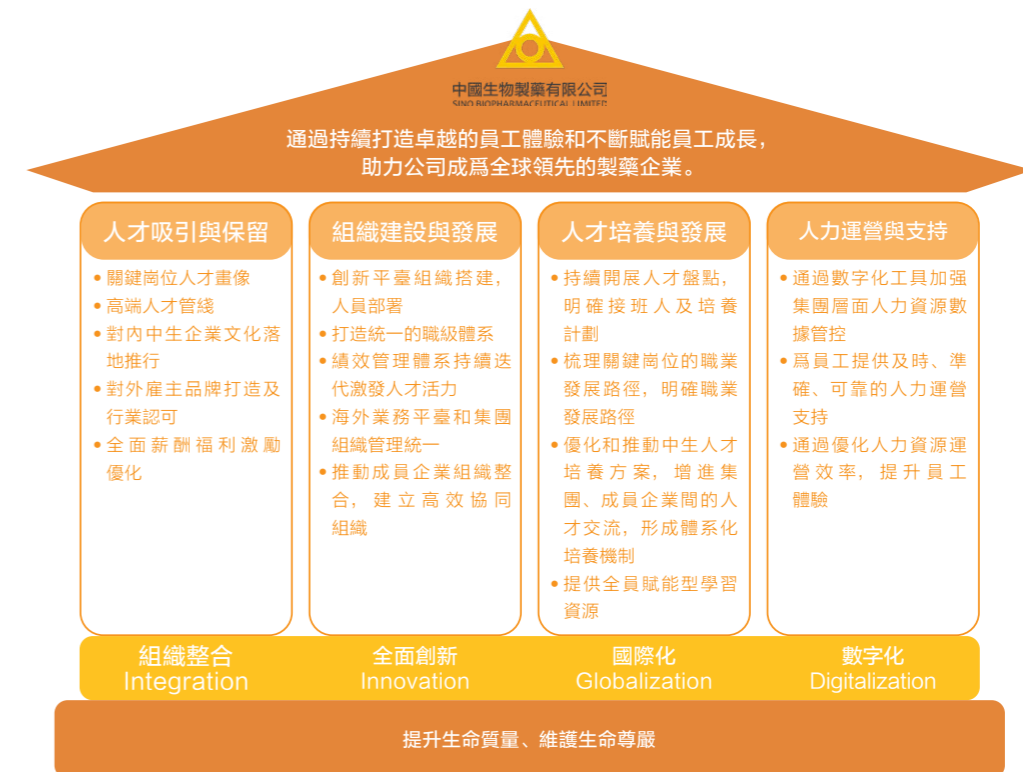 中國生物製藥有限公司
SINO BIOPHARMACEUTICAL LIMITED
通過持續打造卓越的員工體驗和不斷賦能員工成長，
助力公司成爲全球領先的製藥企業。
人才吸引與保留
• 關鍵崗位人才畫像
• 高端人才管綫
• 對內中生企業文化落
地推行
• 對外雇主品牌打造及
行業認可
• 全面薪酬福利激勵
優化
組織建設與發展
• 創新平臺組織搭建，
人員部署
• 打造統一的職級體系
• 績效管理體系持續迭
代激發人才活力
• 海外業務平臺和集團
組織管理統一
• 推動成員企業組織整
合，建立高效協同
組織
人才培養與發展
• 持續開展人才盤點，
明確接班人及培養
計劃
• 梳理關鍵崗位的職業
發展路徑，明確職業
發展路徑
• 優化和推動中生人才
培養方案，增進集
團、成員企業間的人
才交流，形成體系化
培養機制
• 提供全員賦能型學習
資源
人力運營與支持
• 通過數字化工具加强
集團層面人力資源數
據管控
• 爲員工提供及時、準
確、可靠的人力運營
支持
• 通過優化人力資源運
營效率，提升員工
體驗
組織整合
Integration
全面創新
Innovation
國際化
Globalization
數字化
Digitalization
提升生命質量、維護生命尊嚴